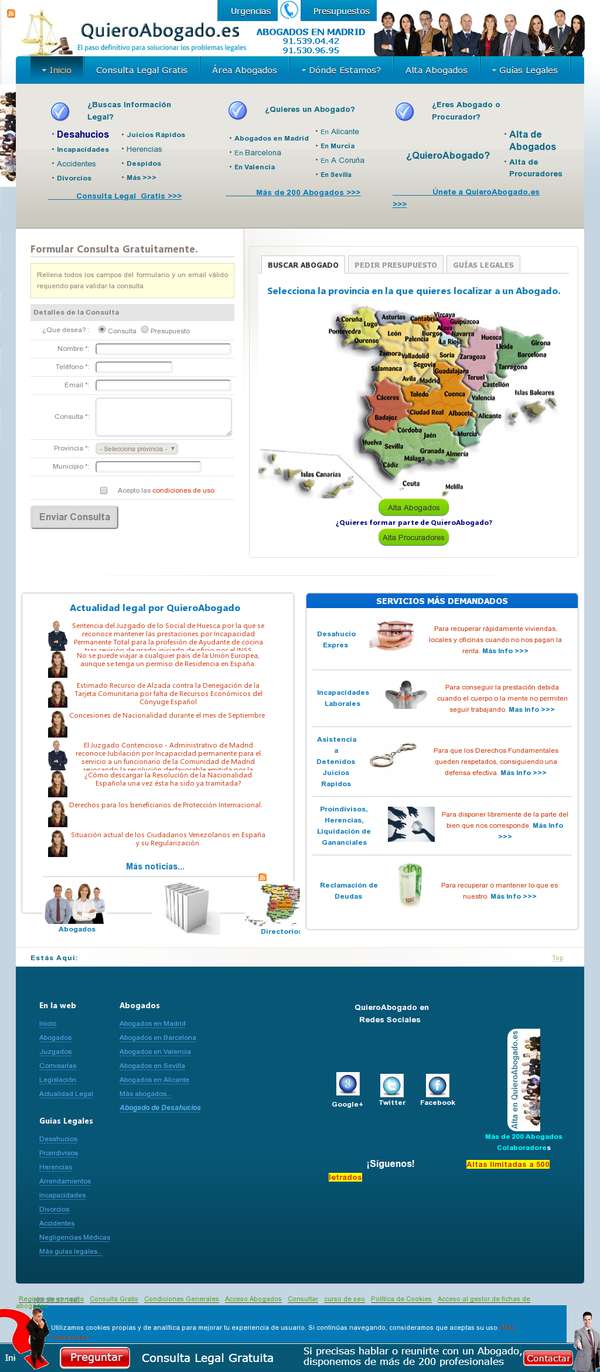 Urgencias
Presupuestos
QuieroAbogado.es
El paso definitivo para solucionar los problemas legales
ABOGADOS EN MADRID
91.539.04.42
91.530.96.95
Inicio
Consulta Legal Gratis
Área Abogados
Dónde Estamos?
Alta Abogados
Guías Legales
¿Buscas Información Legal?
Desahucios
Incapacidades
Accidentes
Divorcios
Juicios Rápidos
Herencias
Despidos
Más >>>
Consulta Legal Gratis >>>
¿Quieres un Abogado?
Abogados en Madrid
En Barcelona
En Valencia
En Alicante
En Murcia
En A Coruña
En Sevilla
Más de 200 Abogados >>>
¿Eres Abogado o Procurador?
¿QuieroAbogado?
Alta de Abogados
Alta de Procuradores
Únete a QuieroAbogado.es >>>
Formular Consulta Gratuitamente.
Rellena todos los campos del formulario y un email válido
requerido para validar la consulta
Detalles de la Consulta
¿Que desea? :
Consulta
Presupuesto
Nombre *:
Teléfono *:
Email *:
Consulta *:
Provincia *:
- Selecciona provincia -
Municipio *:
Acepto las condiciones de uso
Enviar Consulta
BUSCAR ABOGADO
PEDIR PRESUPUESTO
GUÍAS LEGALES
Selecciona la provincia en la que quieres localizar a un Abogado.
A Coruña
Lugo
Pontevedra
Ourense
Asturias
Cantabria
Vizcaya
Guipúzcoa
Álava
Navarra
León
Burgos
La Rioja
Palencia
Huesca
Lleida
Girona
Barcelona
Tarragona
Zamora
Valladolid
Soria
Zaragoza
Salamanca
Segovia
Guadalajara
Teruel
Avila
Madrid
Castellón
Cáceres
Toledo
Cuenca
Valencia
Islas Baleares
Badajoz
Ciudad Real
Albacete
Alicante
Córdoba
Jaén
Murcia
Huelva
Sevilla
Granada
Almería
Málaga
Cádiz
Islas Canarias
Ceuta
Melilla
Alta Abogados
¿Quieres formar parte de QuieroAbogado?
Alta Procuradores
Actualidad legal por QuieroAbogado
Sentencia del Juzgado de lo Social de Huesca por la que se
reconoce mantener las prestaciones por Incapacidad
Permanente Total para la profesión de Ayudante de cocina
tras revisión de grado iniciado de oficio por el INSS
No se puede viajar a cualquier país de la Unión Europea,
aunque se tenga un permiso de Residencia en España.
Estimado Recurso de Alzada contra la Denegación de la
Tarjeta Comunitaria por falta de Recursos Económicos del
Cónyuge Español
Concesiones de Nacionalidad durante el mes de Septiembre
El Juzgado Contencioso - Administrativo de Madrid
reconoce Jubilación por Incapacidad permanente para el
servicio a un funcionario de la Comunidad de Madrid
revocando la resolución desfavorable emitida por la
¿Cómo descargar la Resolución de la Nacionalidad
Española una vez ésta ha sido ya tramitada?
Derechos para los beneficiarios de Protección Internacional.
Situación actual de los Ciudadanos Venezolanos en España
y su Regularización.
Más noticias...
Abogados
Directorios
SERVICIOS MÁS DEMANDADOS
Desahucio Expres
Para recuperar rápidamente viviendas,
locales y oficinas cuando no nos pagan la
renta. Más Info >>>
Incapacidades Laborales
Para conseguir la prestación debida
cuando el cuerpo o la mente no permiten
seguir trabajando. Mas Info >>>
Asistencia a Detenidos Juicios Rapidos
Para que los Derechos Fundamentales
queden respetados, consiguiendo una
defensa efectiva. Más Info >>>
Proindivisos, Herencias, Liquidación de Gananciales
Para disponer libremente de la parte del
bien que nos corresponde. Más Info
>>>
Reclamación de Deudas
Para recuperar o mantener lo que es
nuestro. Más Info >>>
Estás Aquí:
Top
En la web
Inicio
Abogados
Juzgados
Comisarías
Legislación
Actualidad Legal
Guías Legales
Desahucios
Proindivisos
Herencias
Arrendamientos
Incapacidades
Divorcios
Accidentes
Negligencias Médicas
Más guías legales...
Abogados
Abogados en Madrid
Abogados en Barcelona
Abogados en Valencia
Abogados en Sevilla
Abogados en Alicante
Más abogados...
Abogado de Desahucios
QuieroAbogado en
Redes Sociales
Google+
Twitter
Facebook
¡Síguenos!
letrados
Alta en QuieroAbogado.es
Más de 200 Abogados
Colaboradores
Altas limitadas a 500
Consulta Gratis
Condiciones Generales
Acceso Abogados
Consultar
curso de seo
Política de Cookies
Acceso al gestor de fichas de
abogados
Utilizamos cookies propias y de analítica para mejorar tu experiencia de usuario. Si continúas navegando, consideramos que aceptas su uso.
Ini
Preguntar
Consulta Legal Gratuita
Si precisas hablar o reunirte con un Abogado,
disponemos de más de 200 profesionales
Contactar